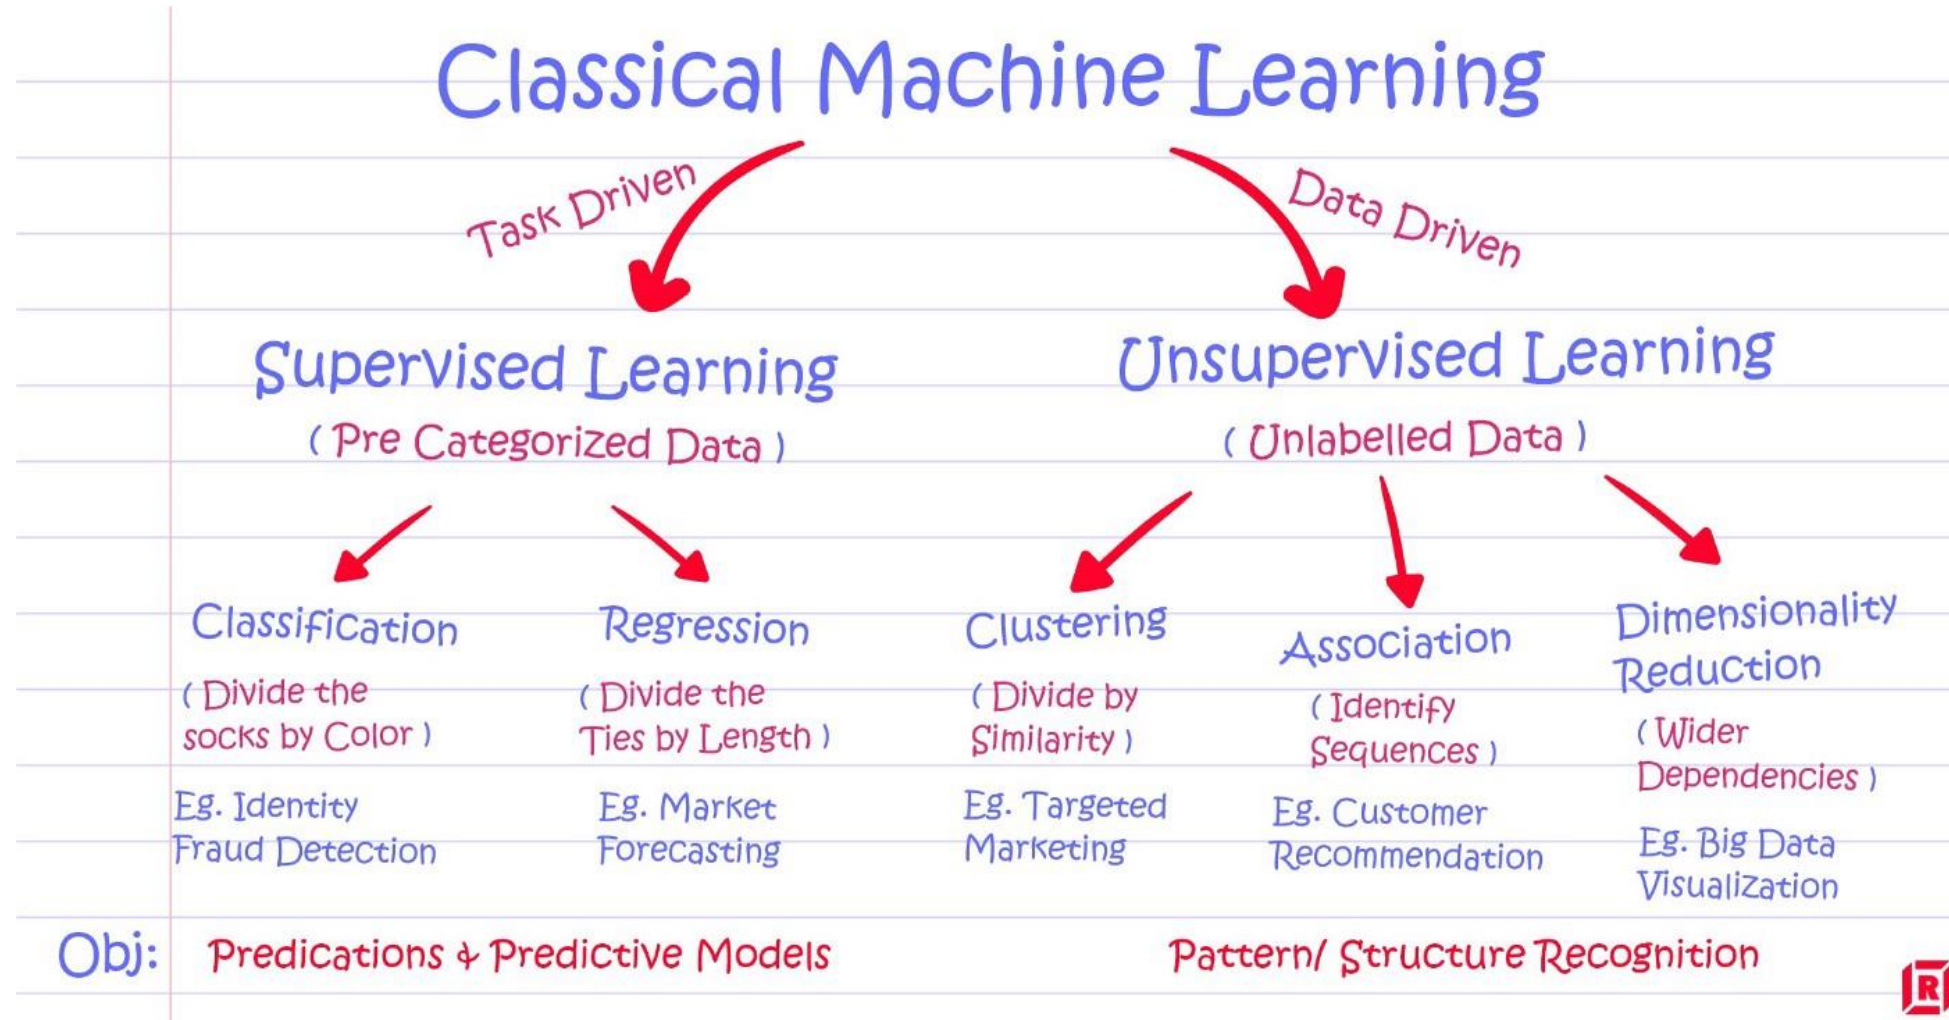 Classical Machine Learning
Task Driven
Data Driven
Supervised Learning
( Pre Categorized Data )
Unsupervised Learning
( Unlabelled Data )
Classification
( Divide the
socks by Color )
Eg. Identity
Fraud Detection
Regression
( Divide the
Ties by Length )
Eg. Market
Forecasting
Clustering
( Divide by
Similarity )
Eg. Targeted
Marketing
Association
( Identify
Sequences )
Eg. Customer
Recommendation
Dimensionality
Reduction
( Wider
Dependencies )
Eg. Big Data
Visualization
Obj:
Predications & Predictive Models
Pattern/ Structure Recognition
R